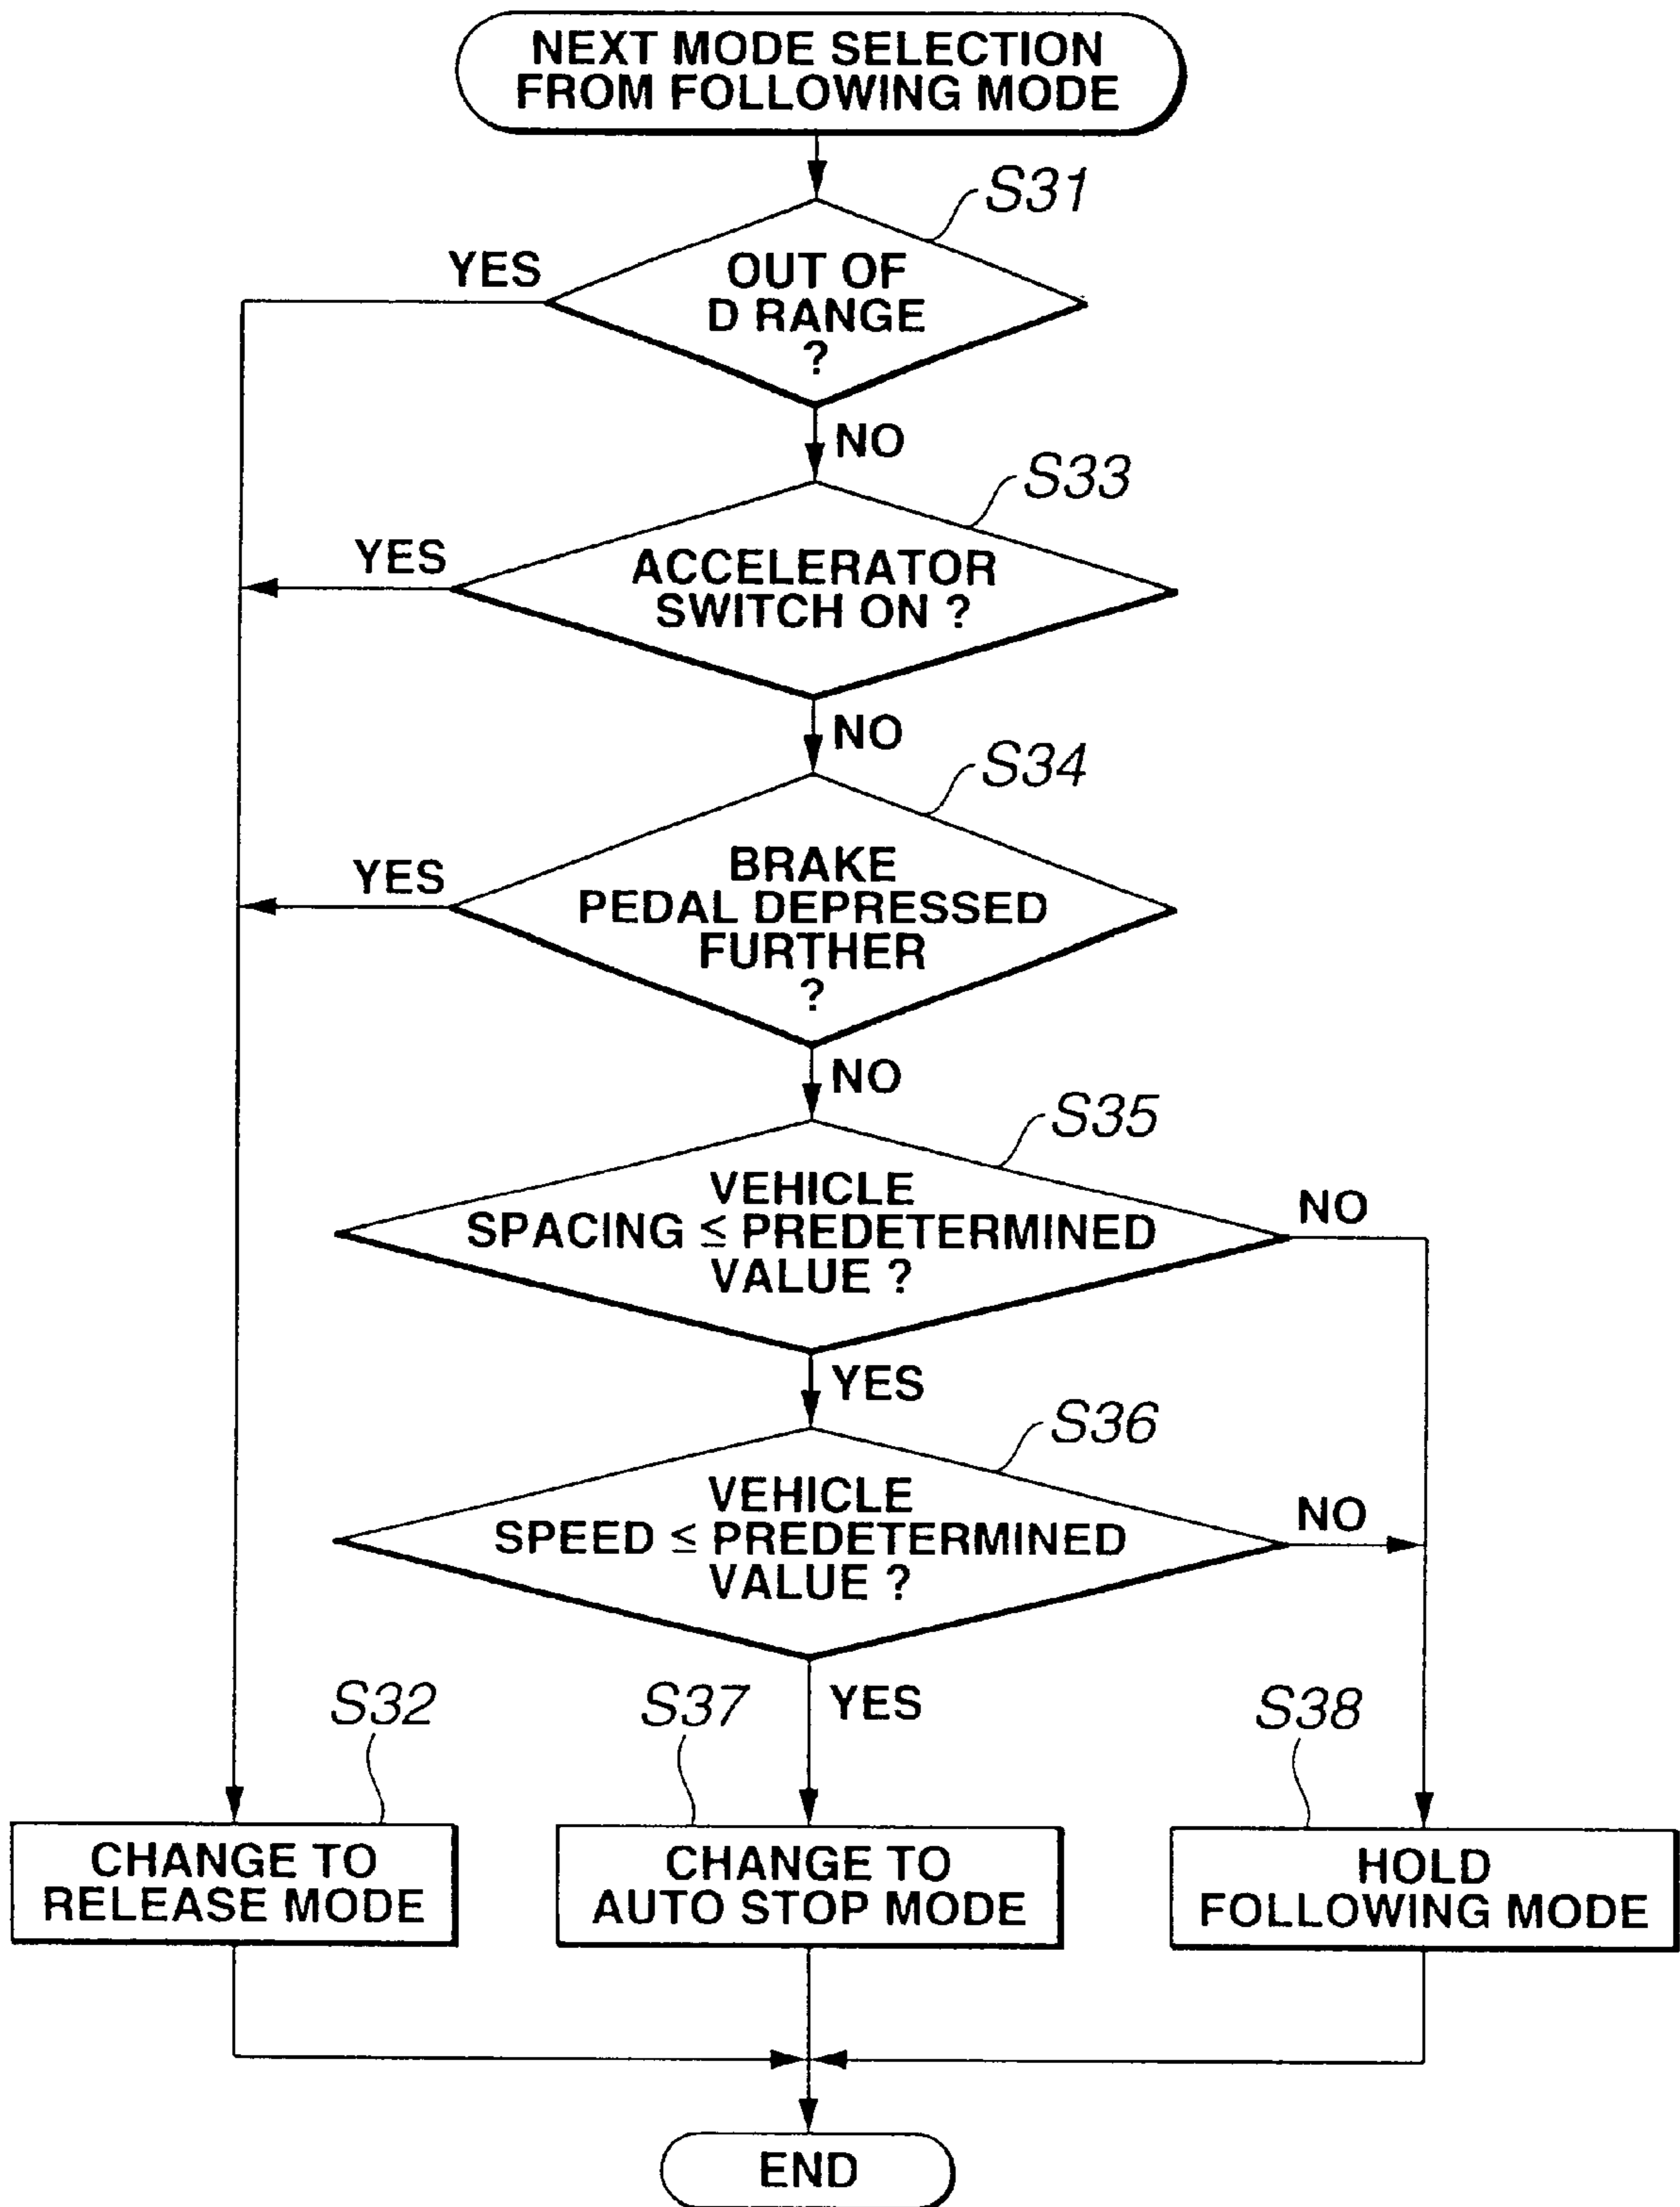 NEXT MODE SELECTION
FROM FOLLOWING MODE
S31
YES
OUT OF
D RANGE
?
NO
S33
YES
ACCELERATOR
SWITCH ON ?
NO
S34
YES
BRAKE
PEDAL DEPRESSED
FURTHER
?
NO
S35
VEHICLE
SPACING ≦ PREDETERMINED
VALUE ?
NO
YES
S36
VEHICLE
SPEED ≦ PREDETERMINED
VALUE ?
NO
YES
S32
CHANGE TO
RELEASE MODE
S37
CHANGE TO
AUTO STOP MODE
S38
HOLD
FOLLOWING MODE
END